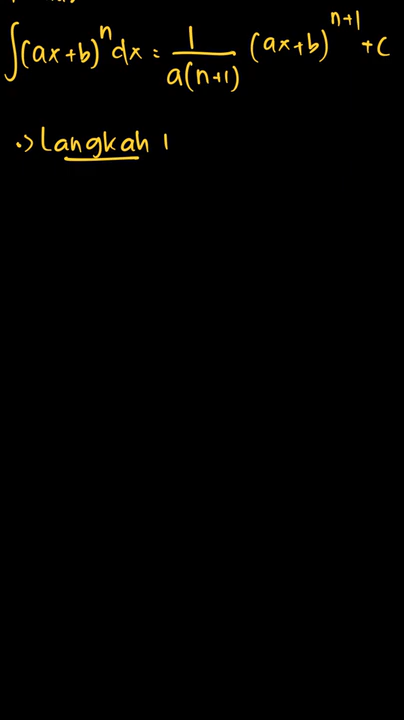 ∫(ax+b)^n dx = 1/a(n+1) (ax+b)^{n+1} + C
•> Langkah 1